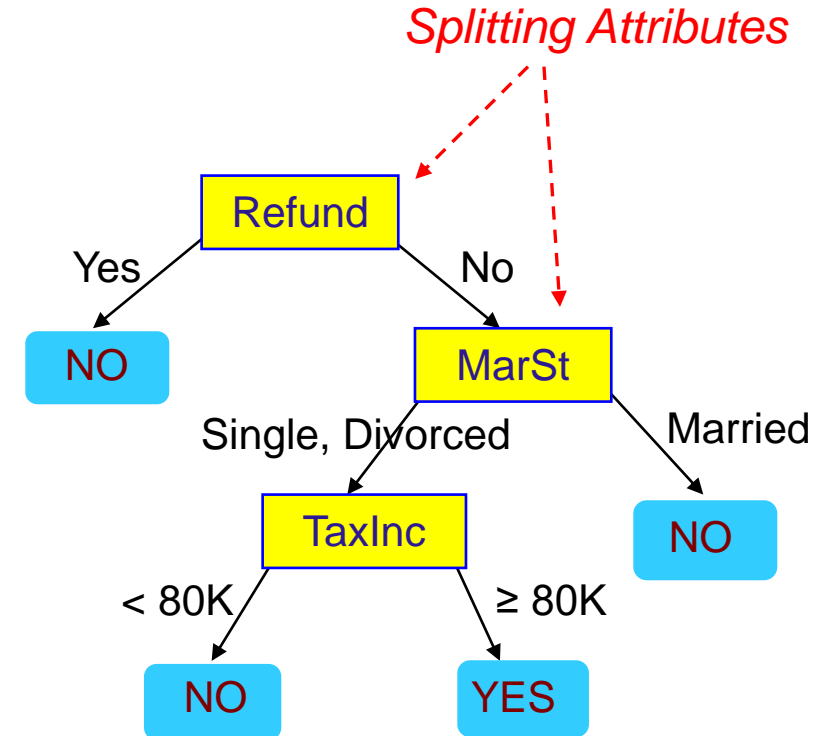 Splitting Attributes
Refund
Yes
No
NO
MarSt
Single, Divorced
Married
TaxInc
NO
< 80K
≥ 80K
NO
YES